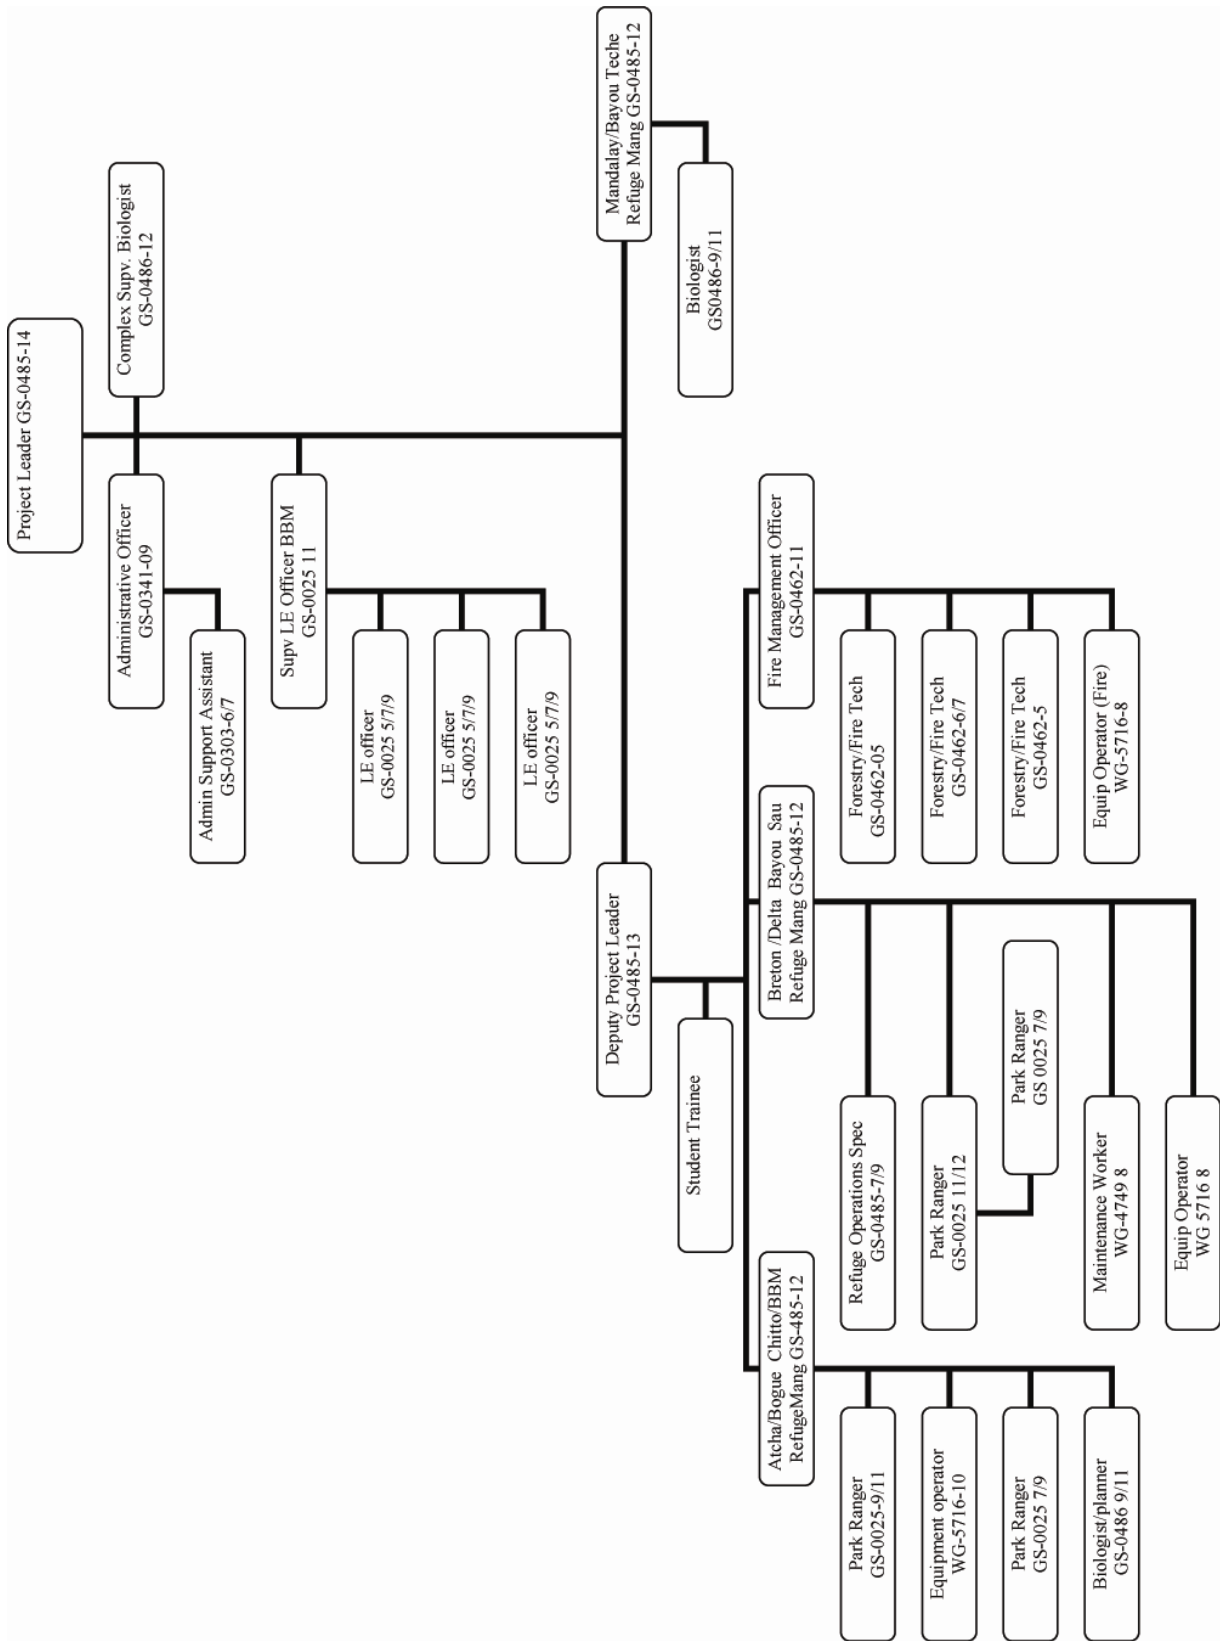 Project Leader GS-0485-14
Administrative Officer
GS-0341-09
Complex Supv. Biologist
GS-0486-12
Admin Support Assistant
GS-0303-6/7
Supv LE Officer BBM
GS-0025 11
LE officer
GS-0025 5/7/9
LE officer
GS-0025 5/7/9
LE officer
GS-0025 5/7/9
Deputy Project Leader
GS-0485-13
Mandalay/Bayou Teche
Refuge Mang GS-0485-12
Student Trainee
Biologist
GS0486-9/11
Atcha/Bogue Chitto/BBM
RefugeMang GS-485-12
Breton /Delta Bayou Sau
Refuge Mang GS-0485-12
Fire Management Officer
GS-0462-11
Park Ranger
GS-0025-9/11
Equipment operator
WG-5716-10
Park Ranger
GS-0025 7/9
Biologist/planner
GS-0486 9/11
Refuge Operations Spec
GS-0485-7/9
Park Ranger
GS-0025 11/12
Park Ranger
GS 0025 7/9
Maintenance Worker
WG-4749 8
Equip Operator
WG 5716 8
Forestry/Fire Tech
GS-0462-05
Forestry/Fire Tech
GS-0462-6/7
Forestry/Fire Tech
GS-0462-5
Equip Operator (Fire)
WG-5716-8